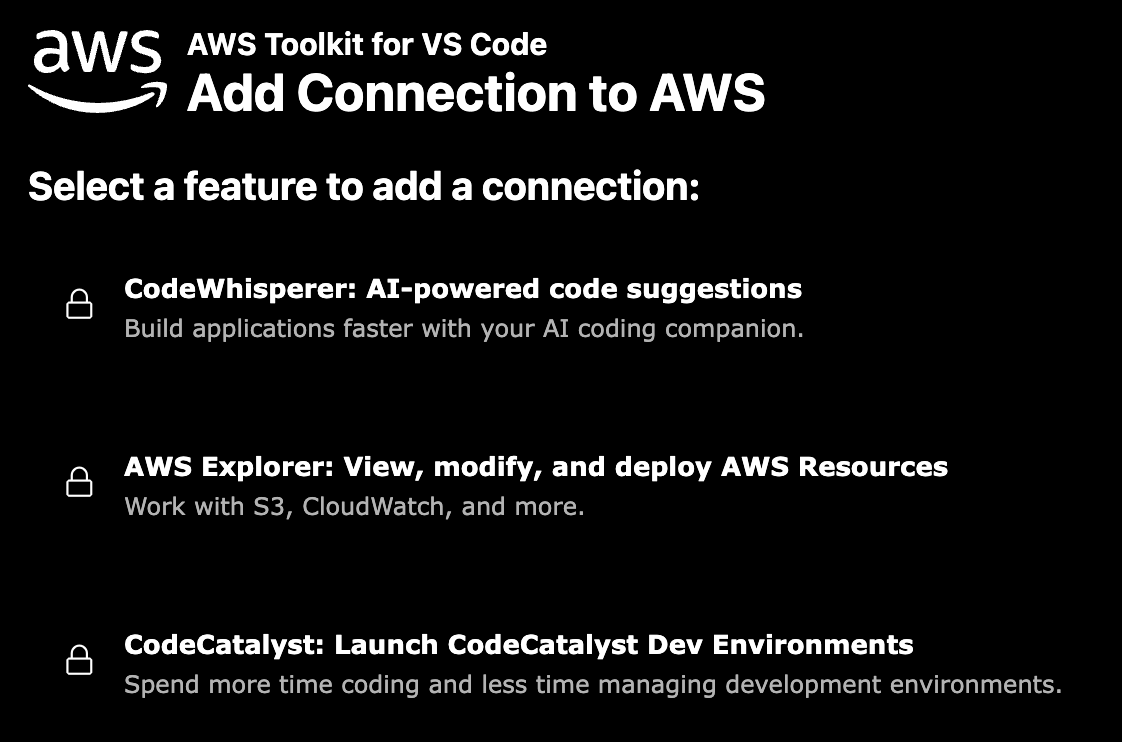 aws
AWS Toolkit for VS Code
Add Connection to AWS
Select a feature to add a connection:
CodeWhisperer: AI-powered code suggestions
Build applications faster with your AI coding companion.
AWS Explorer: View, modify, and deploy AWS Resources
Work with S3, CloudWatch, and more.
CodeCatalyst: Launch CodeCatalyst Dev Environments
Spend more time coding and less time managing development environments.